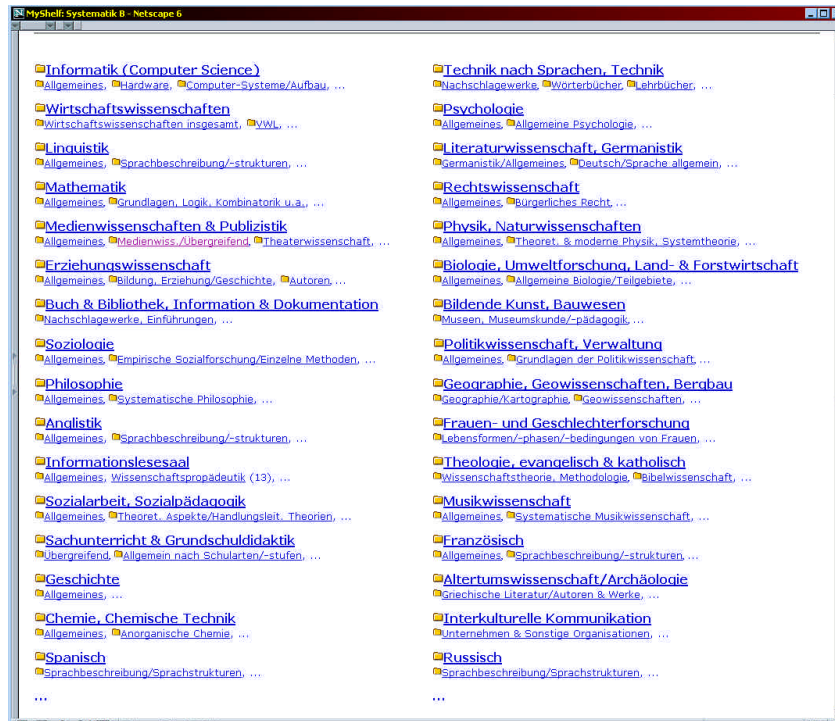 MyShelf: Systematik B - Netscape 6
Informatik (Computer Science)
Allgemeines, Hardware, Computer-Systeme/Aufbau, ...
Wirtschaftswissenschaften
Wirtschaftswissenschaften insgesamt, VWL, ...
Linguistik
Allgemeines, Sprachbeschreibung/-strukturen, ...
Mathematik
Allgemeines, Grundlagen, Logik, Kombinatorik u.a., ...
Medienwissenschaften & Publizistik
Allgemeines, Medienwiss./Übergreifend, Theaterwissenschaft, ...
Erziehungswissenschaft
Allgemeines, Bildung, Erziehung/Geschichte, Autoren, ...
Buch & Bibliothek, Information & Dokumentation
Nachschlagewerke, Einführungen, ...
Soziologie
Allgemeines, Empirische Sozialforschung/Einzelne Methoden, ...
Philosophie
Allgemeines, Systematische Philosophie, ...
Anglistik
Allgemeines, Sprachbeschreibung/-strukturen, ...
Informationslesesaal
Allgemeines, Wissenschaftspropädeutik (13), ...
Sozialarbeit, Sozialpädagogik
Allgemeines, Theoret. Aspekte/Handlungsleit. Theorien, ...
Sachunterricht & Grundschuldidaktik
Übergreifend, Allgemein nach Schularten/-stufen, ...
Geschichte
Allgemeines, ...
Chemie, Chemische Technik
Allgemeines, Anorganische Chemie, ...
Spanisch
Sprachbeschreibung/Sprachstrukturen, ...
...
Technik nach Sprachen, Technik
Nachschlagewerke, Wörterbücher, Lehrbücher, ...
Psychologie
Allgemeines, Allgemeine Psychologie, ...
Literaturwissenschaft, Germanistik
Germanistik/Allgemeines, Deutsch/Sprache allgemein, ...
Rechtswissenschaft
Allgemeines, Bürgerliches Recht, ...
Physik, Naturwissenschaften
Allgemeines, Theoret. & moderne Physik, Systemtheorie, ...
Biologie, Umweltforschung, Land- & Forstwirtschaft
Allgemeines, Allgemeine Biologie/Teilgebiete, ...
Bildende Kunst, Bauwesen
Museen, Museumskunde/-pädagogik, ...
Politikwissenschaft, Verwaltung
Allgemeines, Grundlagen der Politikwissenschaft, ...
Geographie, Geowissenschaften, Bergbau
Geographie/Kartographie, Geowissenschaften, ...
Frauen- und Geschlechterforschung
Lebensformen/-phasen/-bedingungen von Frauen, ...
Theologie, evangelisch & katholisch
Wissenschaftstheorie, Methodologie, Bibelwissenschaft, ...
Musikwissenschaft
Allgemeines, Systematische Musikwissenschaft, ...
Französisch
Allgemeines, Sprachbeschreibung/-strukturen, ...
Altertumswissenschaft/Archäologie
Griechische Literatur/Autoren & Werke, ...
Interkulturelle Kommunikation
Unternehmen & Sonstige Organisationen, ...
Russisch
Sprachbeschreibung/Sprachstrukturen, ...
...